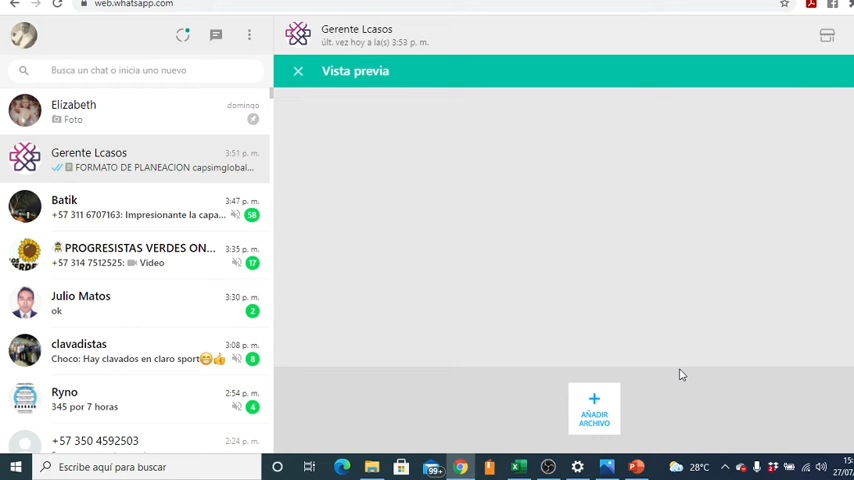 web.whatsapp.com
Gerente Lcasos
últ. vez hoy a la(s) 3:53 p. m.
Busca un chat o inicia uno nuevo
Vista previa
Elizabeth
domingo
Foto
Gerente Lcasos
3:51 p. m.
FORMATO DE PLANEACION capsimglobal...
Batik
3:47 p. m.
+57 311 6707163: Impresionante la capa...
58
PROGRESISTAS VERDES ON...
3:35 p. m.
+57 314 7512525: Video
17
Julio Matos
3:30 p. m.
ok
2
clavadistas
3:08 p. m.
Choco: Hay clavados en claro sport😁👍
8
Ryno
2:54 p. m.
345 por 7 horas
4
+57 350 4592503
2:24 p. m.
+
AÑADIR
ARCHIVO
Escribe aquí para buscar
99+
28°C
15:
27/07/